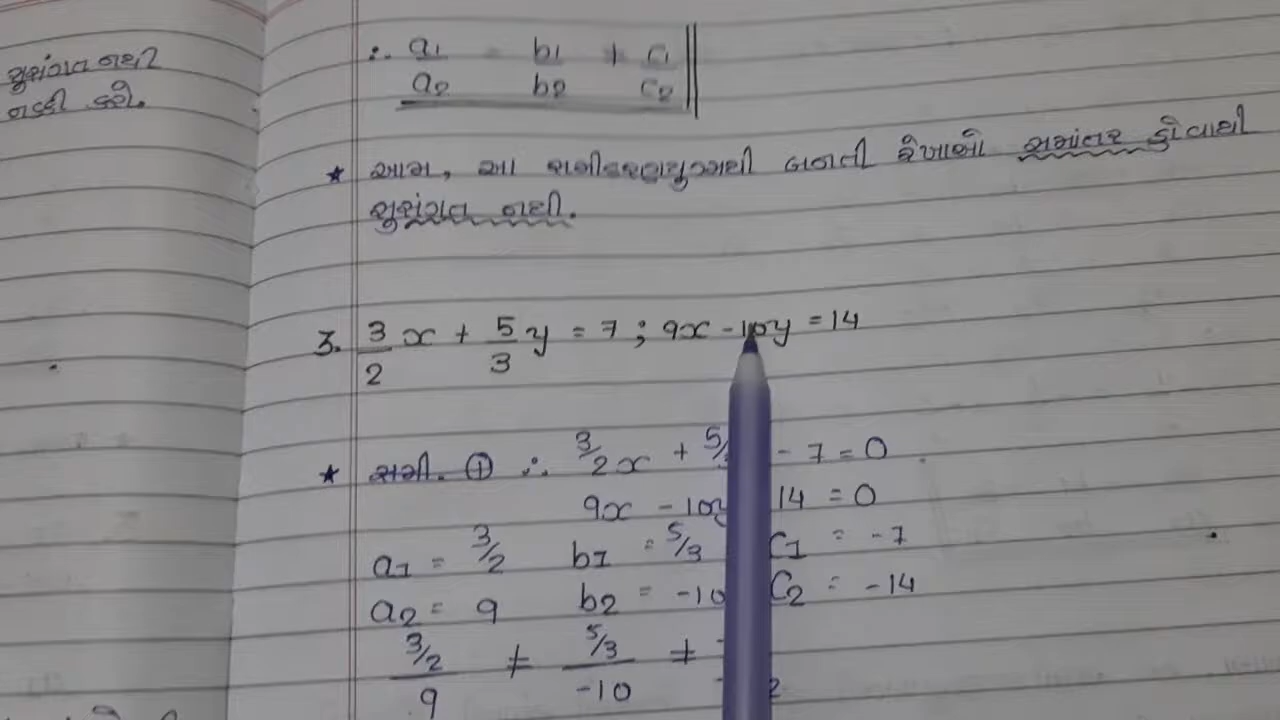 સુસંગત નથી
નક્કી કરો.
∴ a1/a2 b1/b2 ≠ c1/c2
* આમ, આ સમીકરણયુગ્મથી બનતી રેખાઓ સમાંતર હોવાથી
સુસંગત નથી.
3. 3/2 x + 5/3 y = 7 ; 9x - 10y = 14
* સમી. ① ∴ 3/2x + 5/ - 7 = 0
9x - 10y 14 = 0
a1 = 3/2 b1 = 5/3 C1 = -7
a2 = 9 b2 = -10 C2 = -14
3/2 / 9 ≠ 5/3 / -10 ≠